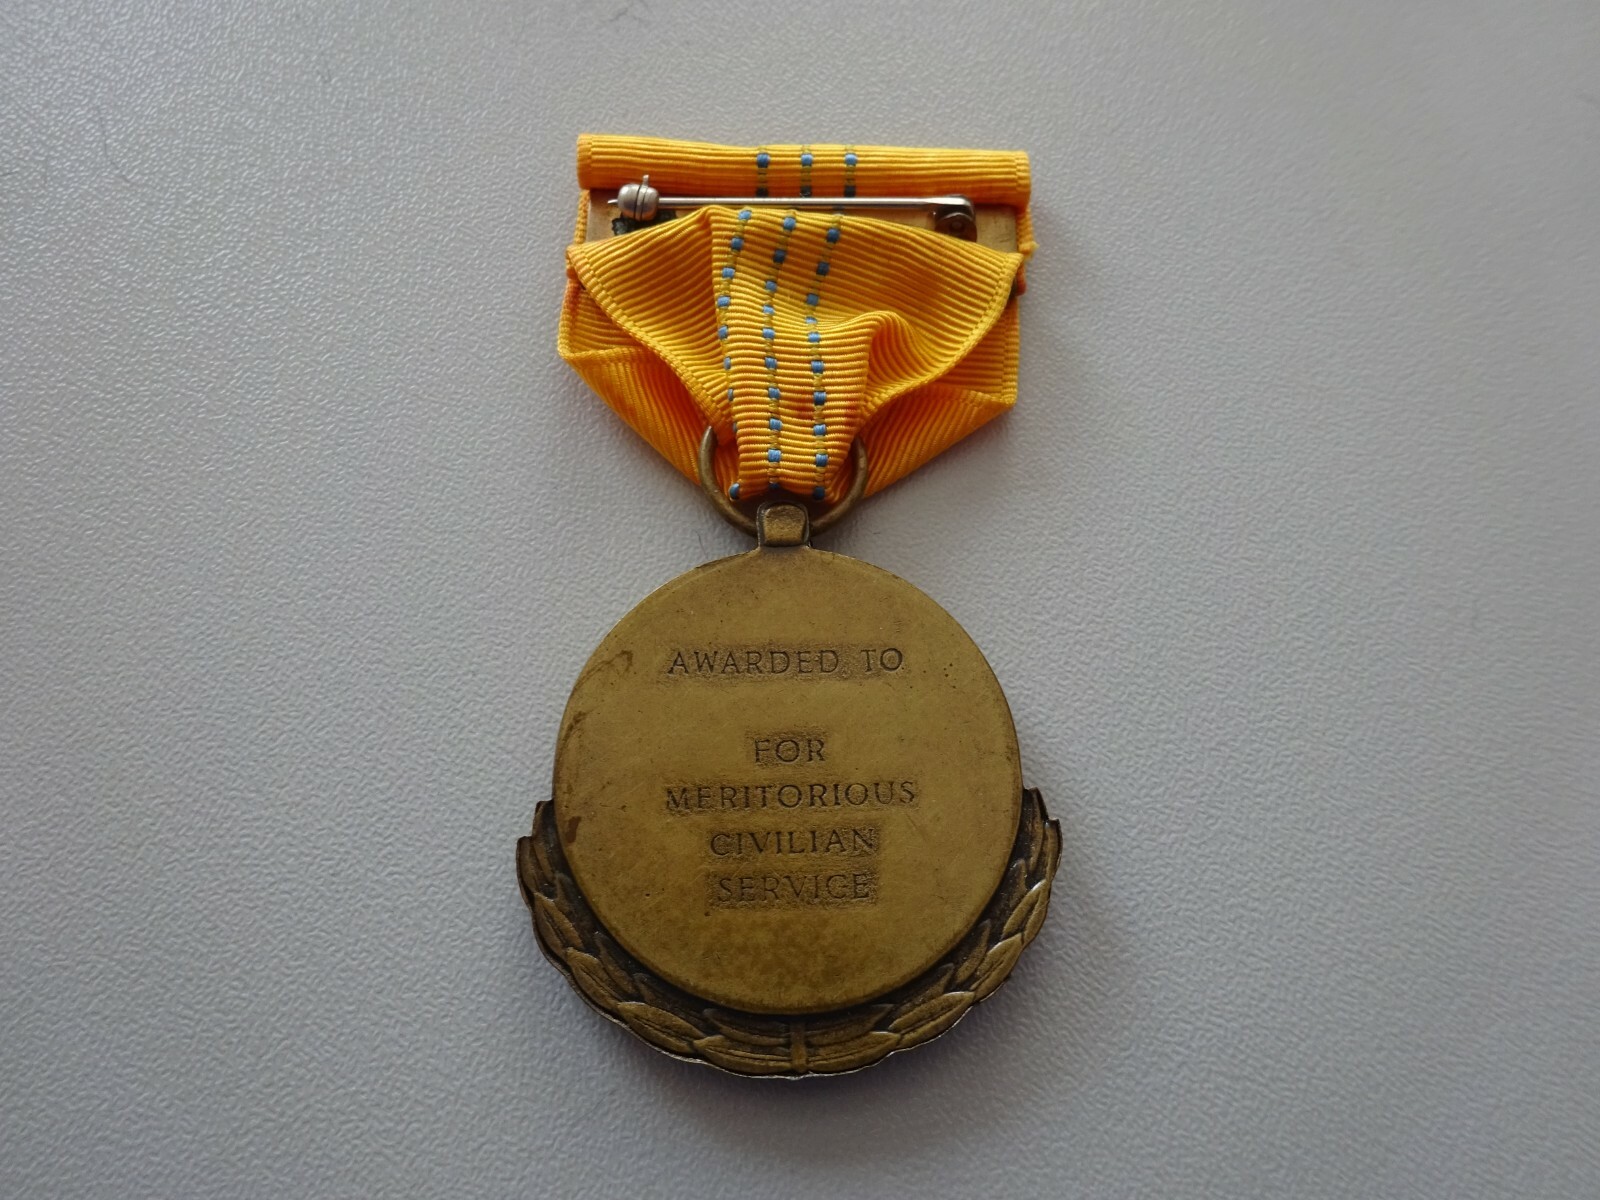 AWARDED TO
FOR
MERITORIOUS
CIVILIAN
SERVICE